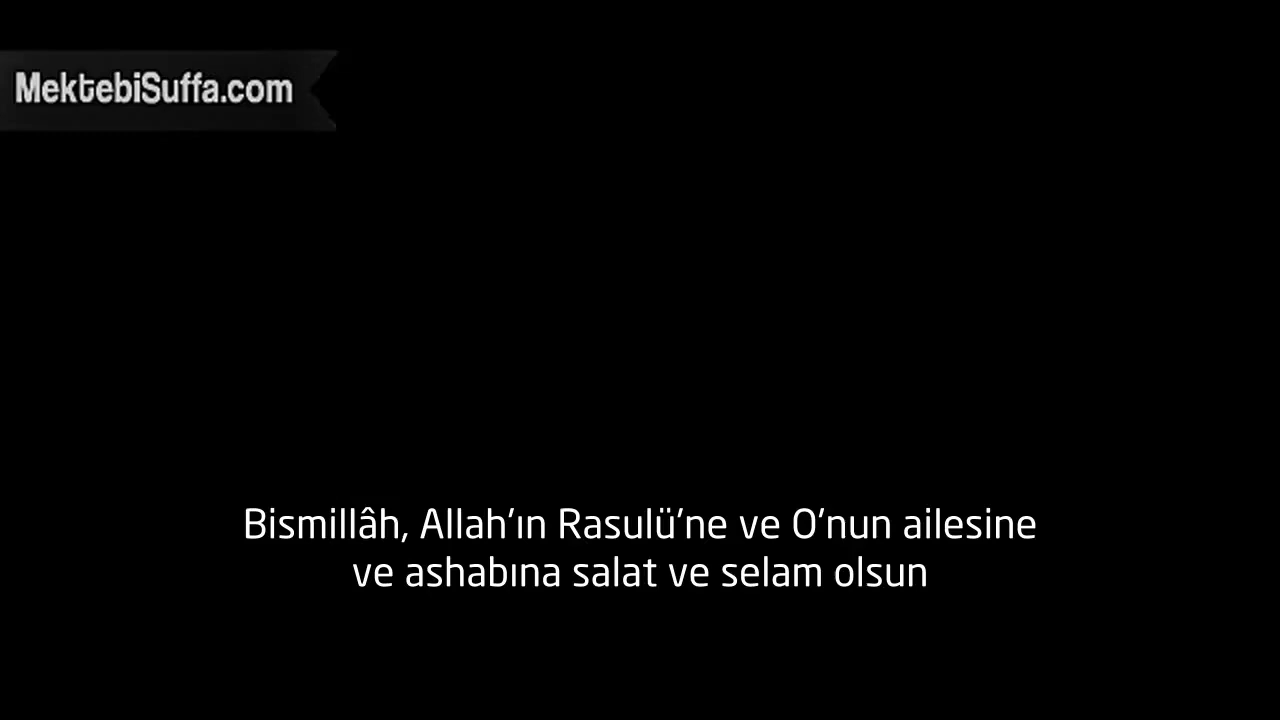 MektebiSuffa.com
Bismillâh, Allah’ın Rasulü’ne ve O’nun ailesine
ve ashabına salat ve selam olsun